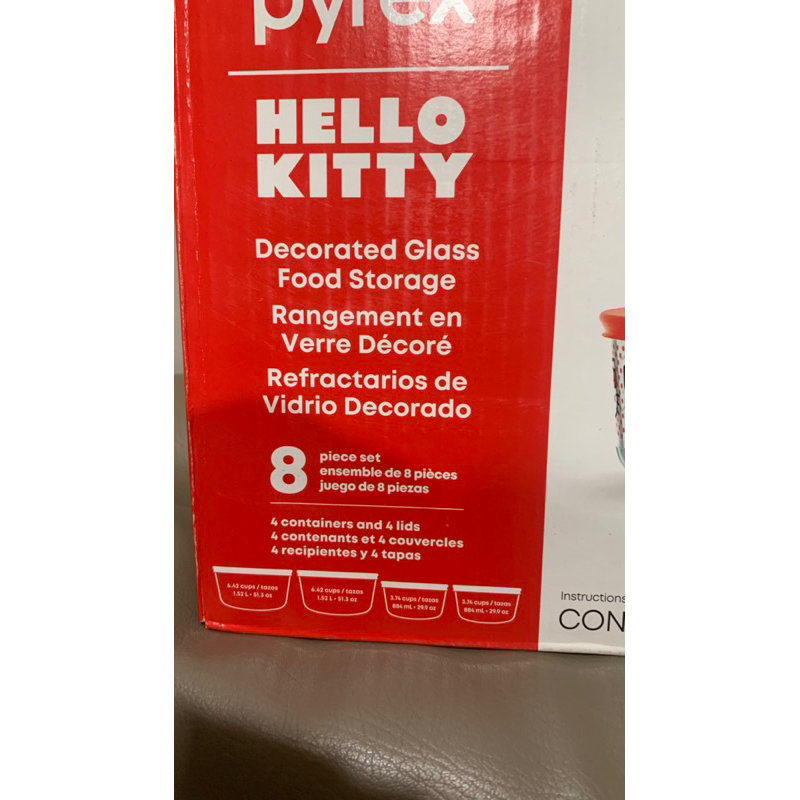 pyrex
HELLO
KITTY
Decorated Glass
Food Storage
Rangement en
Verre Décoré
Refractarios de
Vidrio Decorado
8
piece set
ensemble de 8 pièces
juego de 8 piezas
4 containers and 4 lids
4 contenants et 4 couvercles
4 recipientes y 4 tapas
6.42 cups / tazas
1.52 L • 51.3 oz
6.42 cups / tazas
1.52 L • 51.3 oz
3.74 cups / tazas
884 mL • 29.9 oz
3.74 cups / tazas
884 mL • 29.9 oz
Instructions
CON